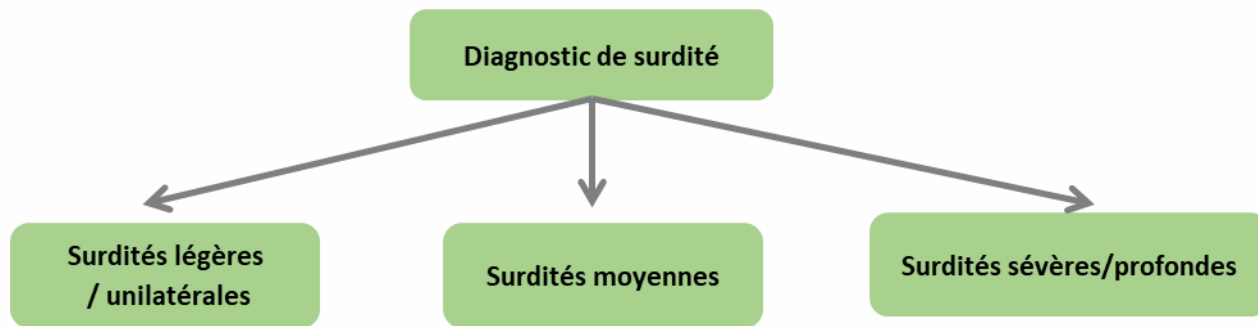 Diagnostic de surdité
Surdités légères
/ unilatérales
Surdités moyennes
Surdités sévères/profondes